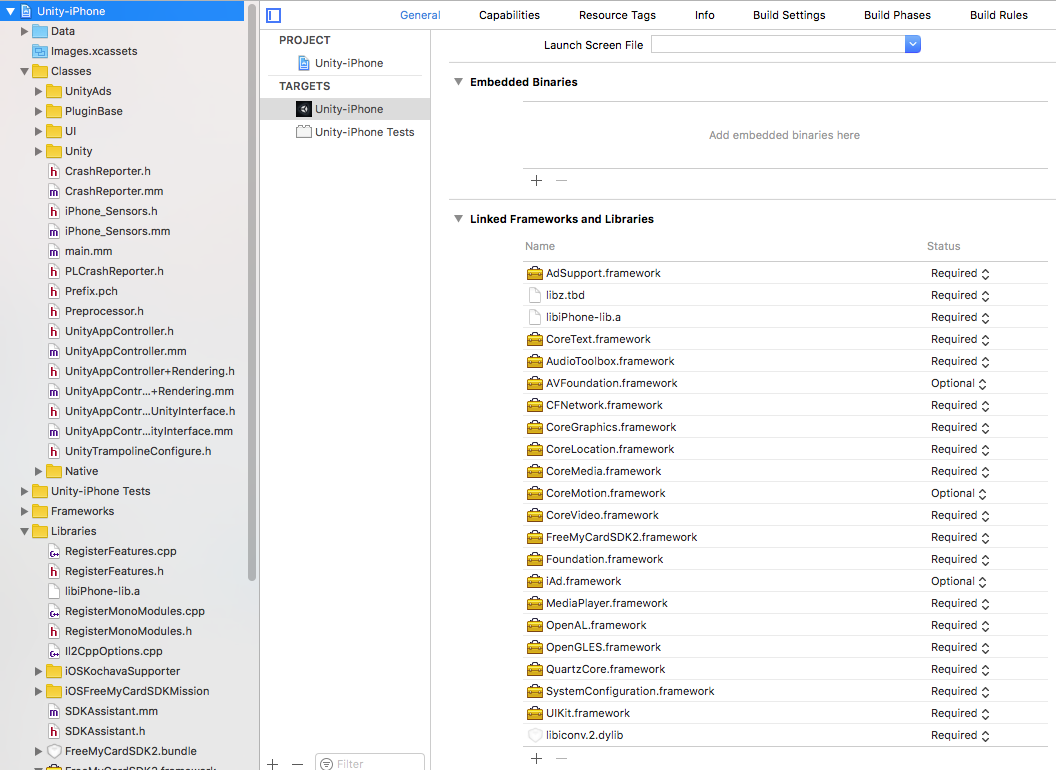 Unity-iPhone
Data
Images.xcassets
Classes
UnityAds
PluginBase
UI
Unity
CrashReporter.h
CrashReporter.mm
iPhone_Sensors.h
iPhone_Sensors.mm
main.mm
PLCrashReporter.h
Prefix.pch
Preprocessor.h
UnityAppController.h
UnityAppController.mm
UnityAppController+Rendering.h
UnityAppContr...+Rendering.mm
UnityAppContr...UnityInterface.h
UnityAppContr...ityInterface.mm
UnityTrampolineConfigure.h
Native
Unity-iPhone Tests
Frameworks
Libraries
RegisterFeatures.cpp
RegisterFeatures.h
libiPhone-lib.a
RegisterMonoModules.cpp
RegisterMonoModules.h
Il2CppOptions.cpp
iOSKochavaSupporter
iOSFreeMyCardSDKMission
SDKAssistant.mm
SDKAssistant.h
FreeMyCardSDK2.bundle
FreeMyCardSDK2.framework
General Capabilities Resource Tags Info Build Settings Build Phases Build Rules
PROJECT
Unity-iPhone
TARGETS
Unity-iPhone
Unity-iPhone Tests
Filter
Launch Screen File
Embedded Binaries
Add embedded binaries here
Linked Frameworks and Libraries
Name Status
AdSupport.framework Required
libz.tbd Required
libiPhone-lib.a Required
CoreText.framework Required
AudioToolbox.framework Required
AVFoundation.framework Optional
CFNetwork.framework Required
CoreGraphics.framework Required
CoreLocation.framework Required
CoreMedia.framework Required
CoreMotion.framework Optional
CoreVideo.framework Required
FreeMyCardSDK2.framework Required
Foundation.framework Required
iAd.framework Optional
MediaPlayer.framework Required
OpenAL.framework Required
OpenGLES.framework Required
QuartzCore.framework Required
SystemConfiguration.framework Required
UIKit.framework Required
libiconv.2.dylib Required